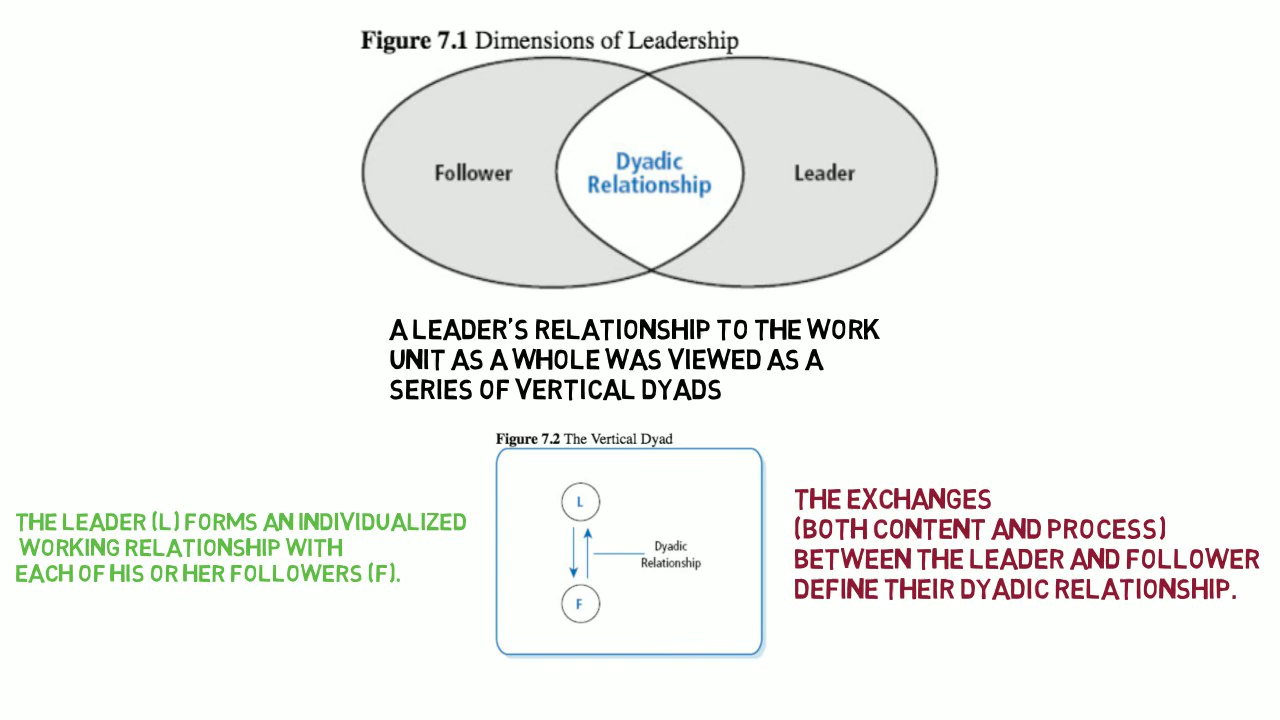 Figure 7.1 Dimensions of Leadership
Follower
Dyadic
Relationship
Leader
A LEADER'S RELATIONSHIP TO THE WORK
UNIT AS A WHOLE WAS VIEWED AS A
SERIES OF VERTICAL DYADS
Figure 7.2 The Vertical Dyad
L
Dyadic
Relationship
F
THE LEADER (L) FORMS AN INDIVIDUALIZED
WORKING RELATIONSHIP WITH
EACH OF HIS OR HER FOLLOWERS (F).
THE EXCHANGES
(BOTH CONTENT AND PROCESS)
BETWEEN THE LEADER AND FOLLOWER
DEFINE THEIR DYADIC RELATIONSHIP.